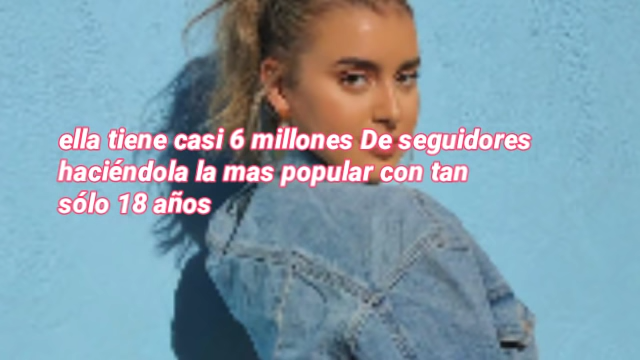 ella tiene casi 6 millones De seguidores
haciéndola la mas popular con tan
sólo 18 años